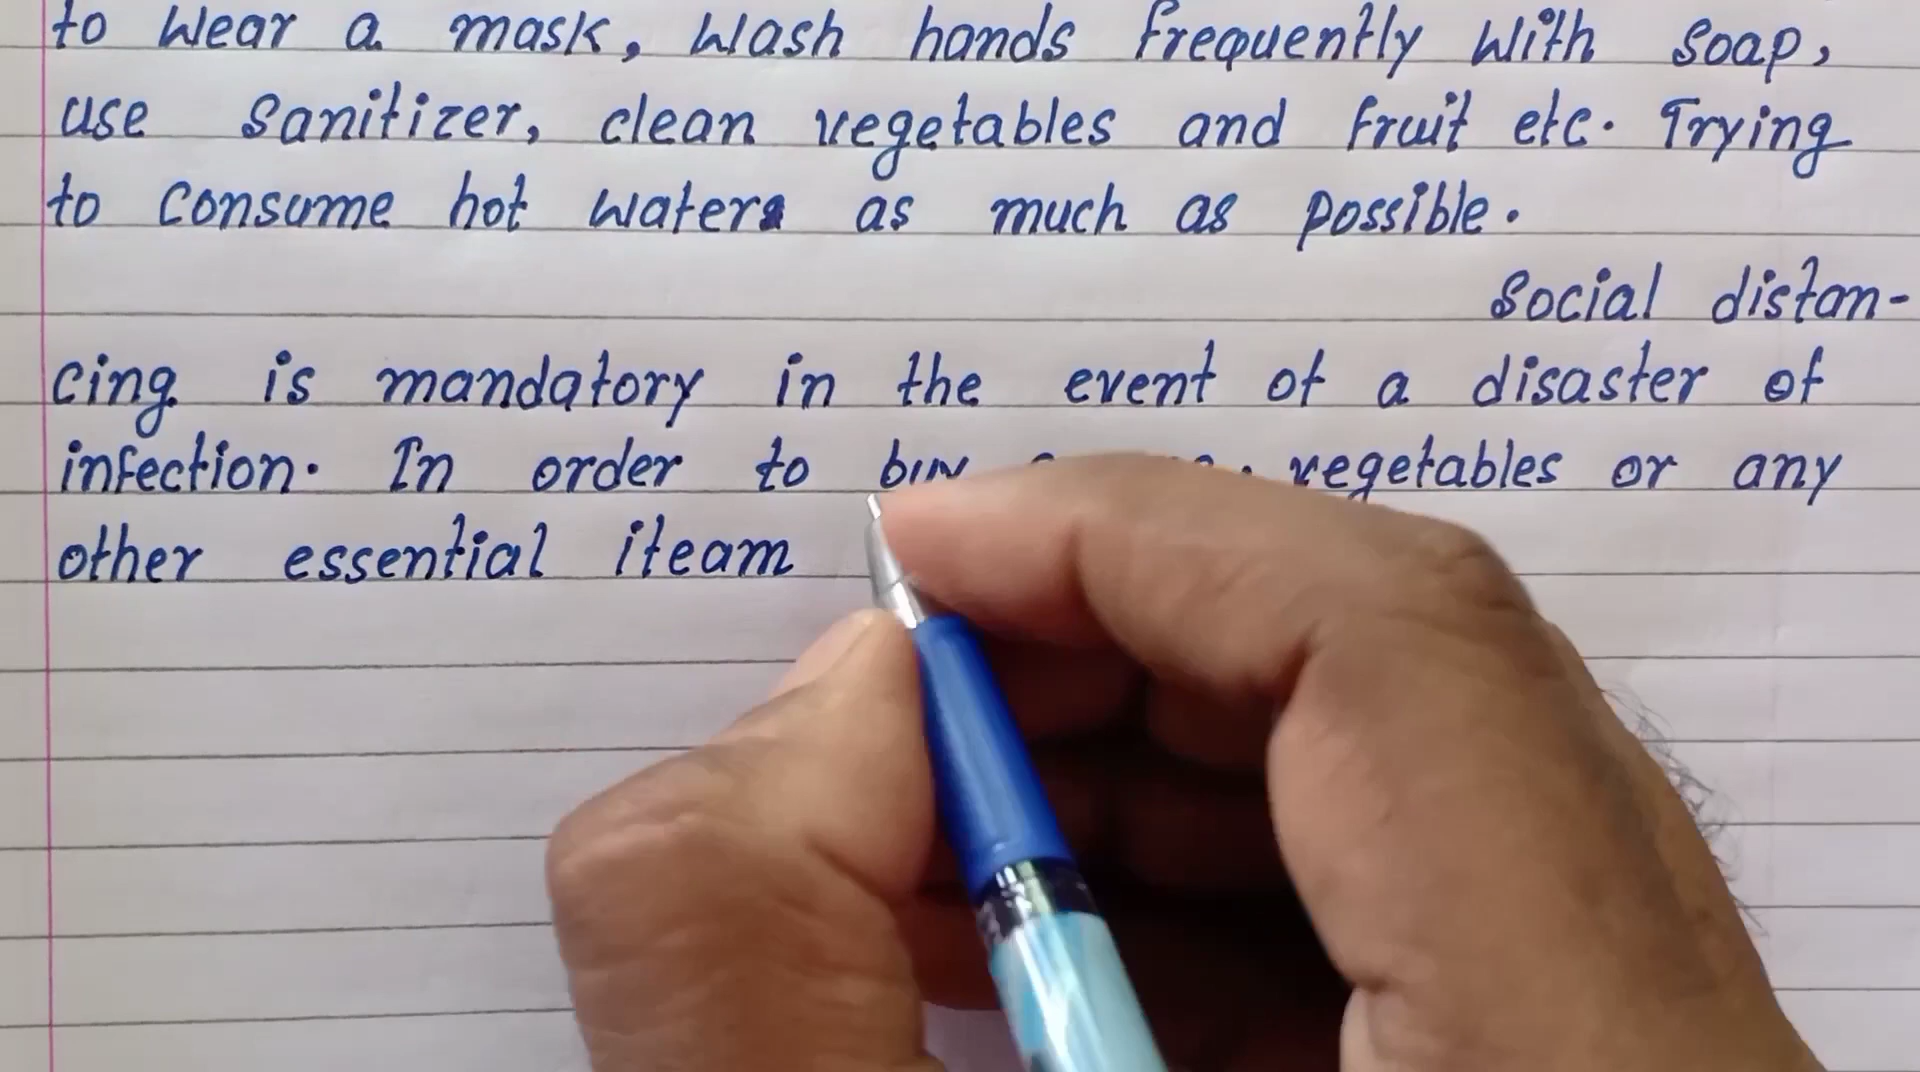 to wear a mask, wash hands frequently with soap,
use sanitizer, clean vegetables and fruit etc. Trying
to consume hot water as much as possible.
Social distan-
cing is mandatory in the event of a disaster of
infection. In order to buy vegetables or any
other essential iteam